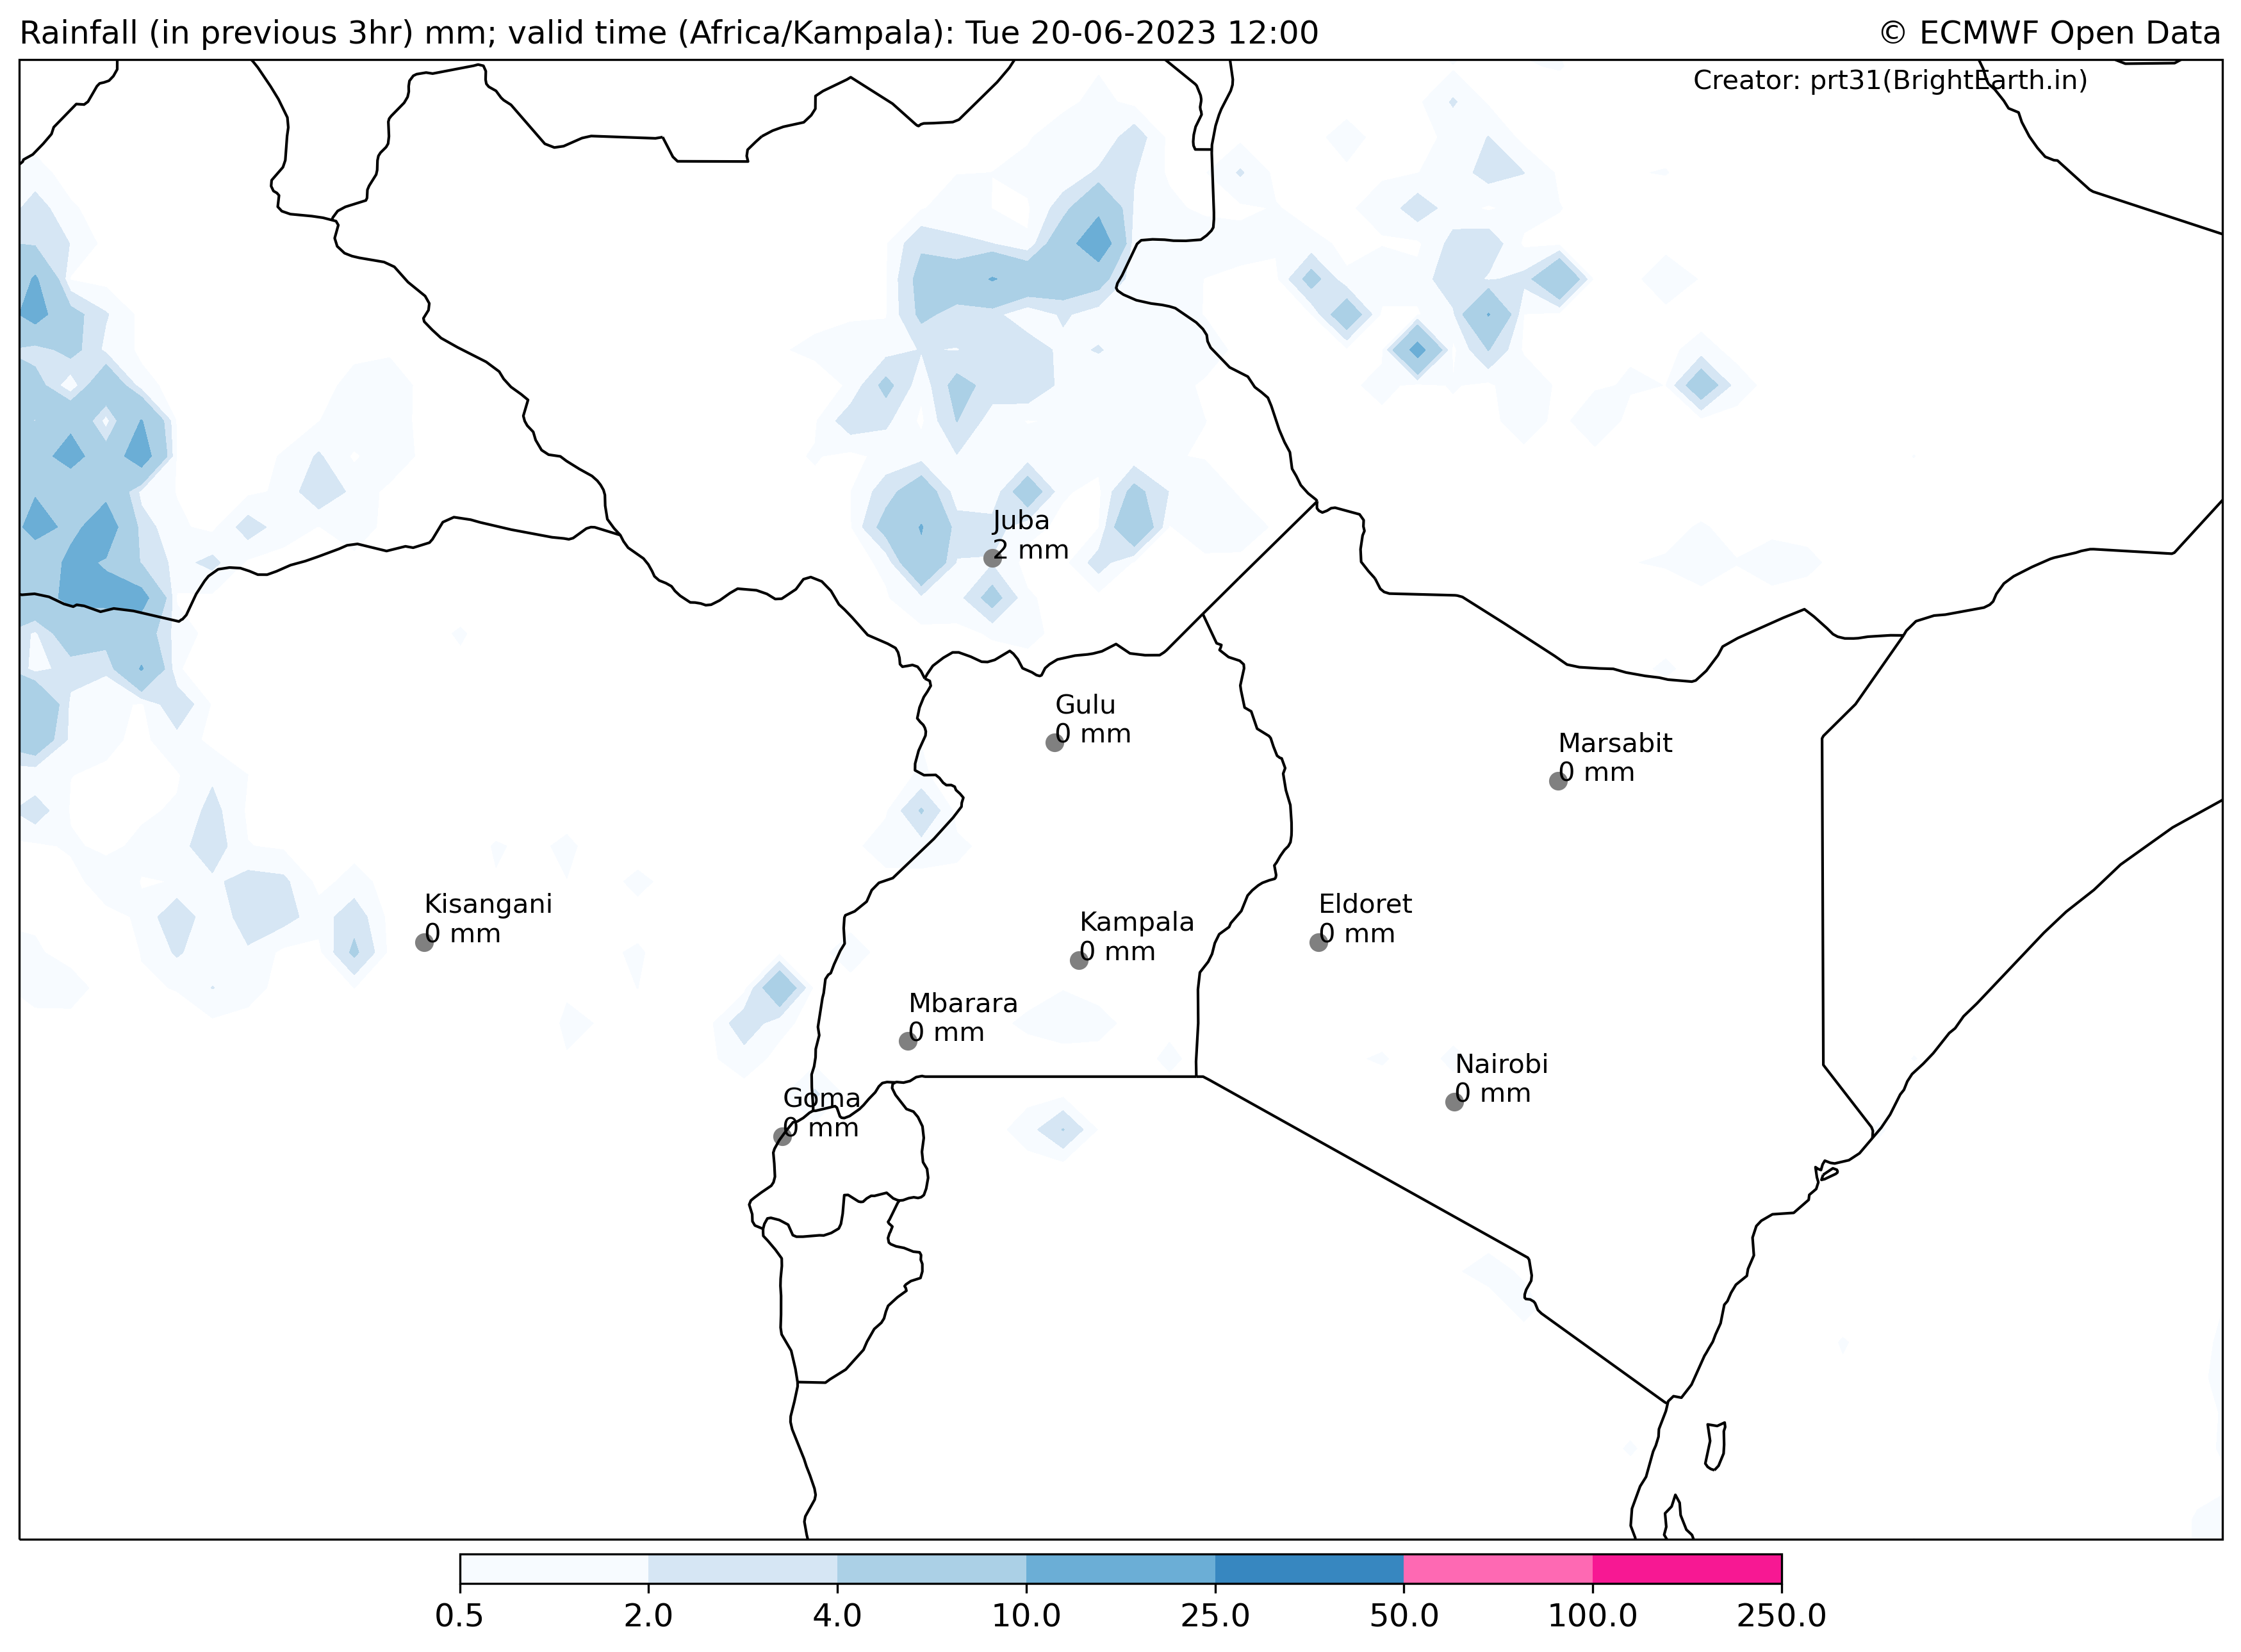 Rainfall (in previous 3hr) mm; valid time (Africa/Kampala): Tue 20-06-2023 12:00
© ECMWF Open Data
Creator: prt31(BrightEarth.in)
Juba
2 mm
Gulu
0 mm
Marsabit
0 mm
Kisangani
0 mm
Kampala
0 mm
Eldoret
0 mm
Mbarara
0 mm
Nairobi
0 mm
Goma
0 mm
0.5 2.0 4.0 10.0 25.0 50.0 100.0 250.0